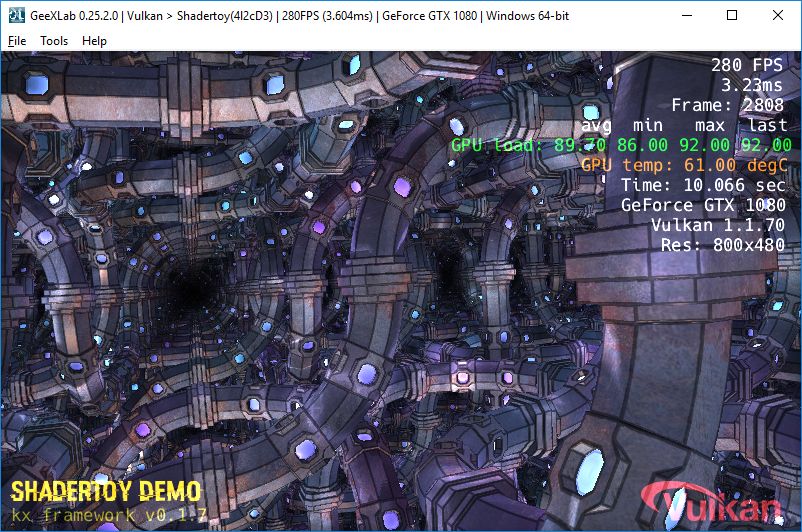 GeeXLab 0.25.2.0 | Vulkan > Shadertoy(4l2cD3) | 280FPS (3.604ms) | GeForce GTX 1080 | Windows 64-bit
File Tools Help
280 FPS
3.23ms
Frame: 2808
avg min max last
GPU load: 89.70 86.00 92.00 92.00
GPU temp: 61.00 degC
Time: 10.066 sec
GeForce GTX 1080
Vulkan 1.1.70
Res: 800x480
SHADERTOY DEMO
kx framework v0.1.7
Vulkan